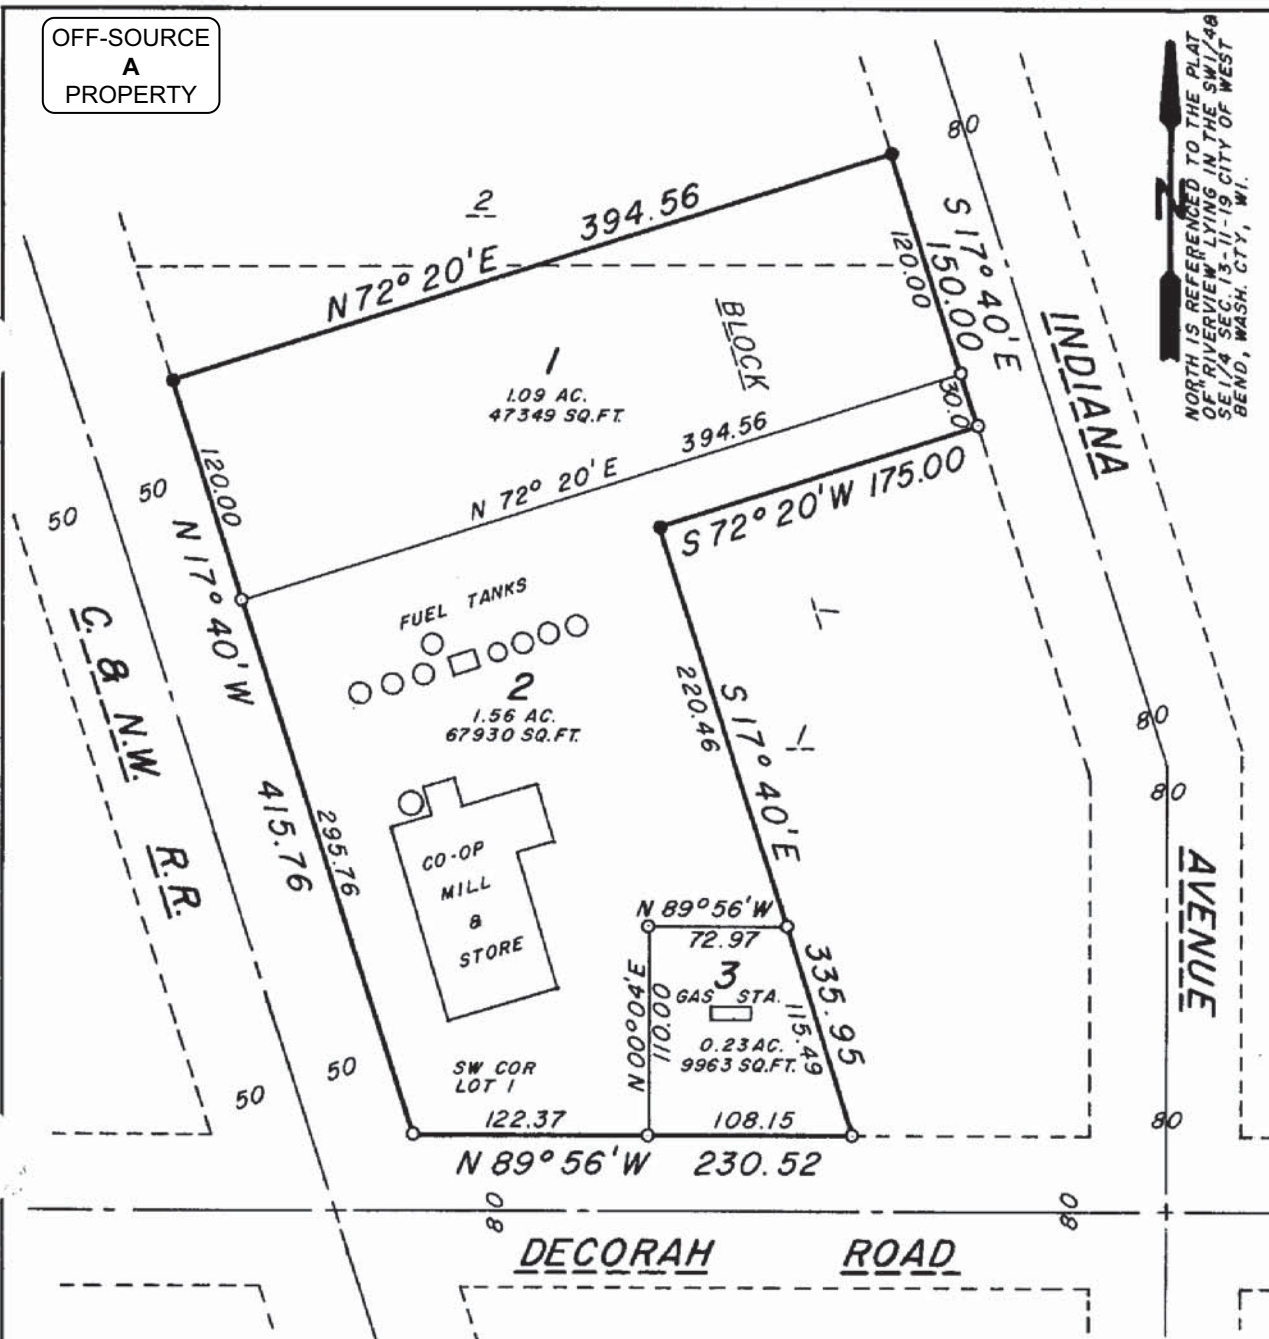 OFF-SOURCE
A
PROPERTY
NORTH IS REFERENCED TO THE PLAT
OF "RIVERVIEW" LYING IN THE SW1/4 &
SE1/4 SEC. 13-11-19 CITY OF WEST
BEND, WASH. CTY, WI.
N
80
2
N 72° 20' E 394.56
S 17° 40' E
150.00
120.00
30.0
BLOCK
INDIANA
1
1.09 AC.
47349 SQ.FT.
N 72° 20' E 394.56
S 72° 20' W 175.00
120.00
50
50
N 17° 40' W
C. & N.W. R.R.
FUEL TANKS
2
1.56 AC.
67930 SQ.FT.
1
1
S 17° 40' E
220.46
80
80
415.76
295.76
CO-OP
MILL
&
STORE
AVENUE
N 89° 56' W
72.97
3
GAS STA.
0.23 AC.
9963 SQ.FT.
N 00° 04' E
111.00
335.95
115.49
SW COR
LOT 1
50
50
122.37
108.15
80
N 89° 56' W 230.52
80
80
DECORAH ROAD